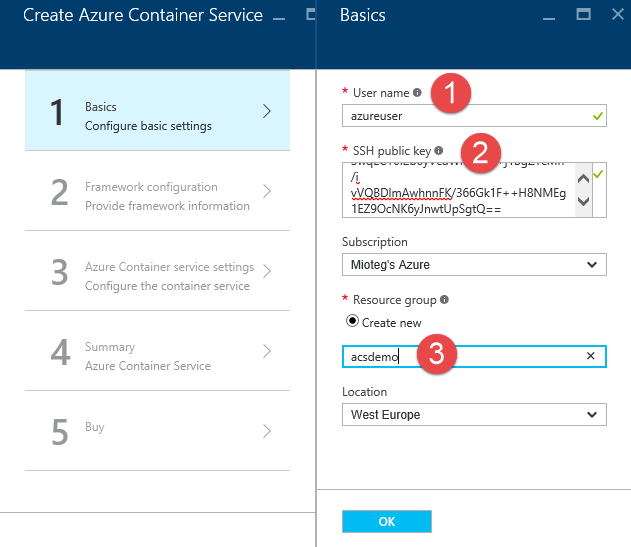 Create Azure Container Service
1
Basics
Configure basic settings
2
Framework configuration
Provide framework information
3
Azure Container service settings
Configure the container service
4
Summary
Azure Container Service
5
Buy
Basics
* User name
1
azureuser
* SSH public key
2
/i
vVQBDlmAwhnnFK/366Gk1F++H8NMEg
1EZ9OcNK6yJnwtUpSgtQ==
Subscription
Mioteg's Azure
* Resource group
Create new
acsdemo
3
Location
West Europe
OK